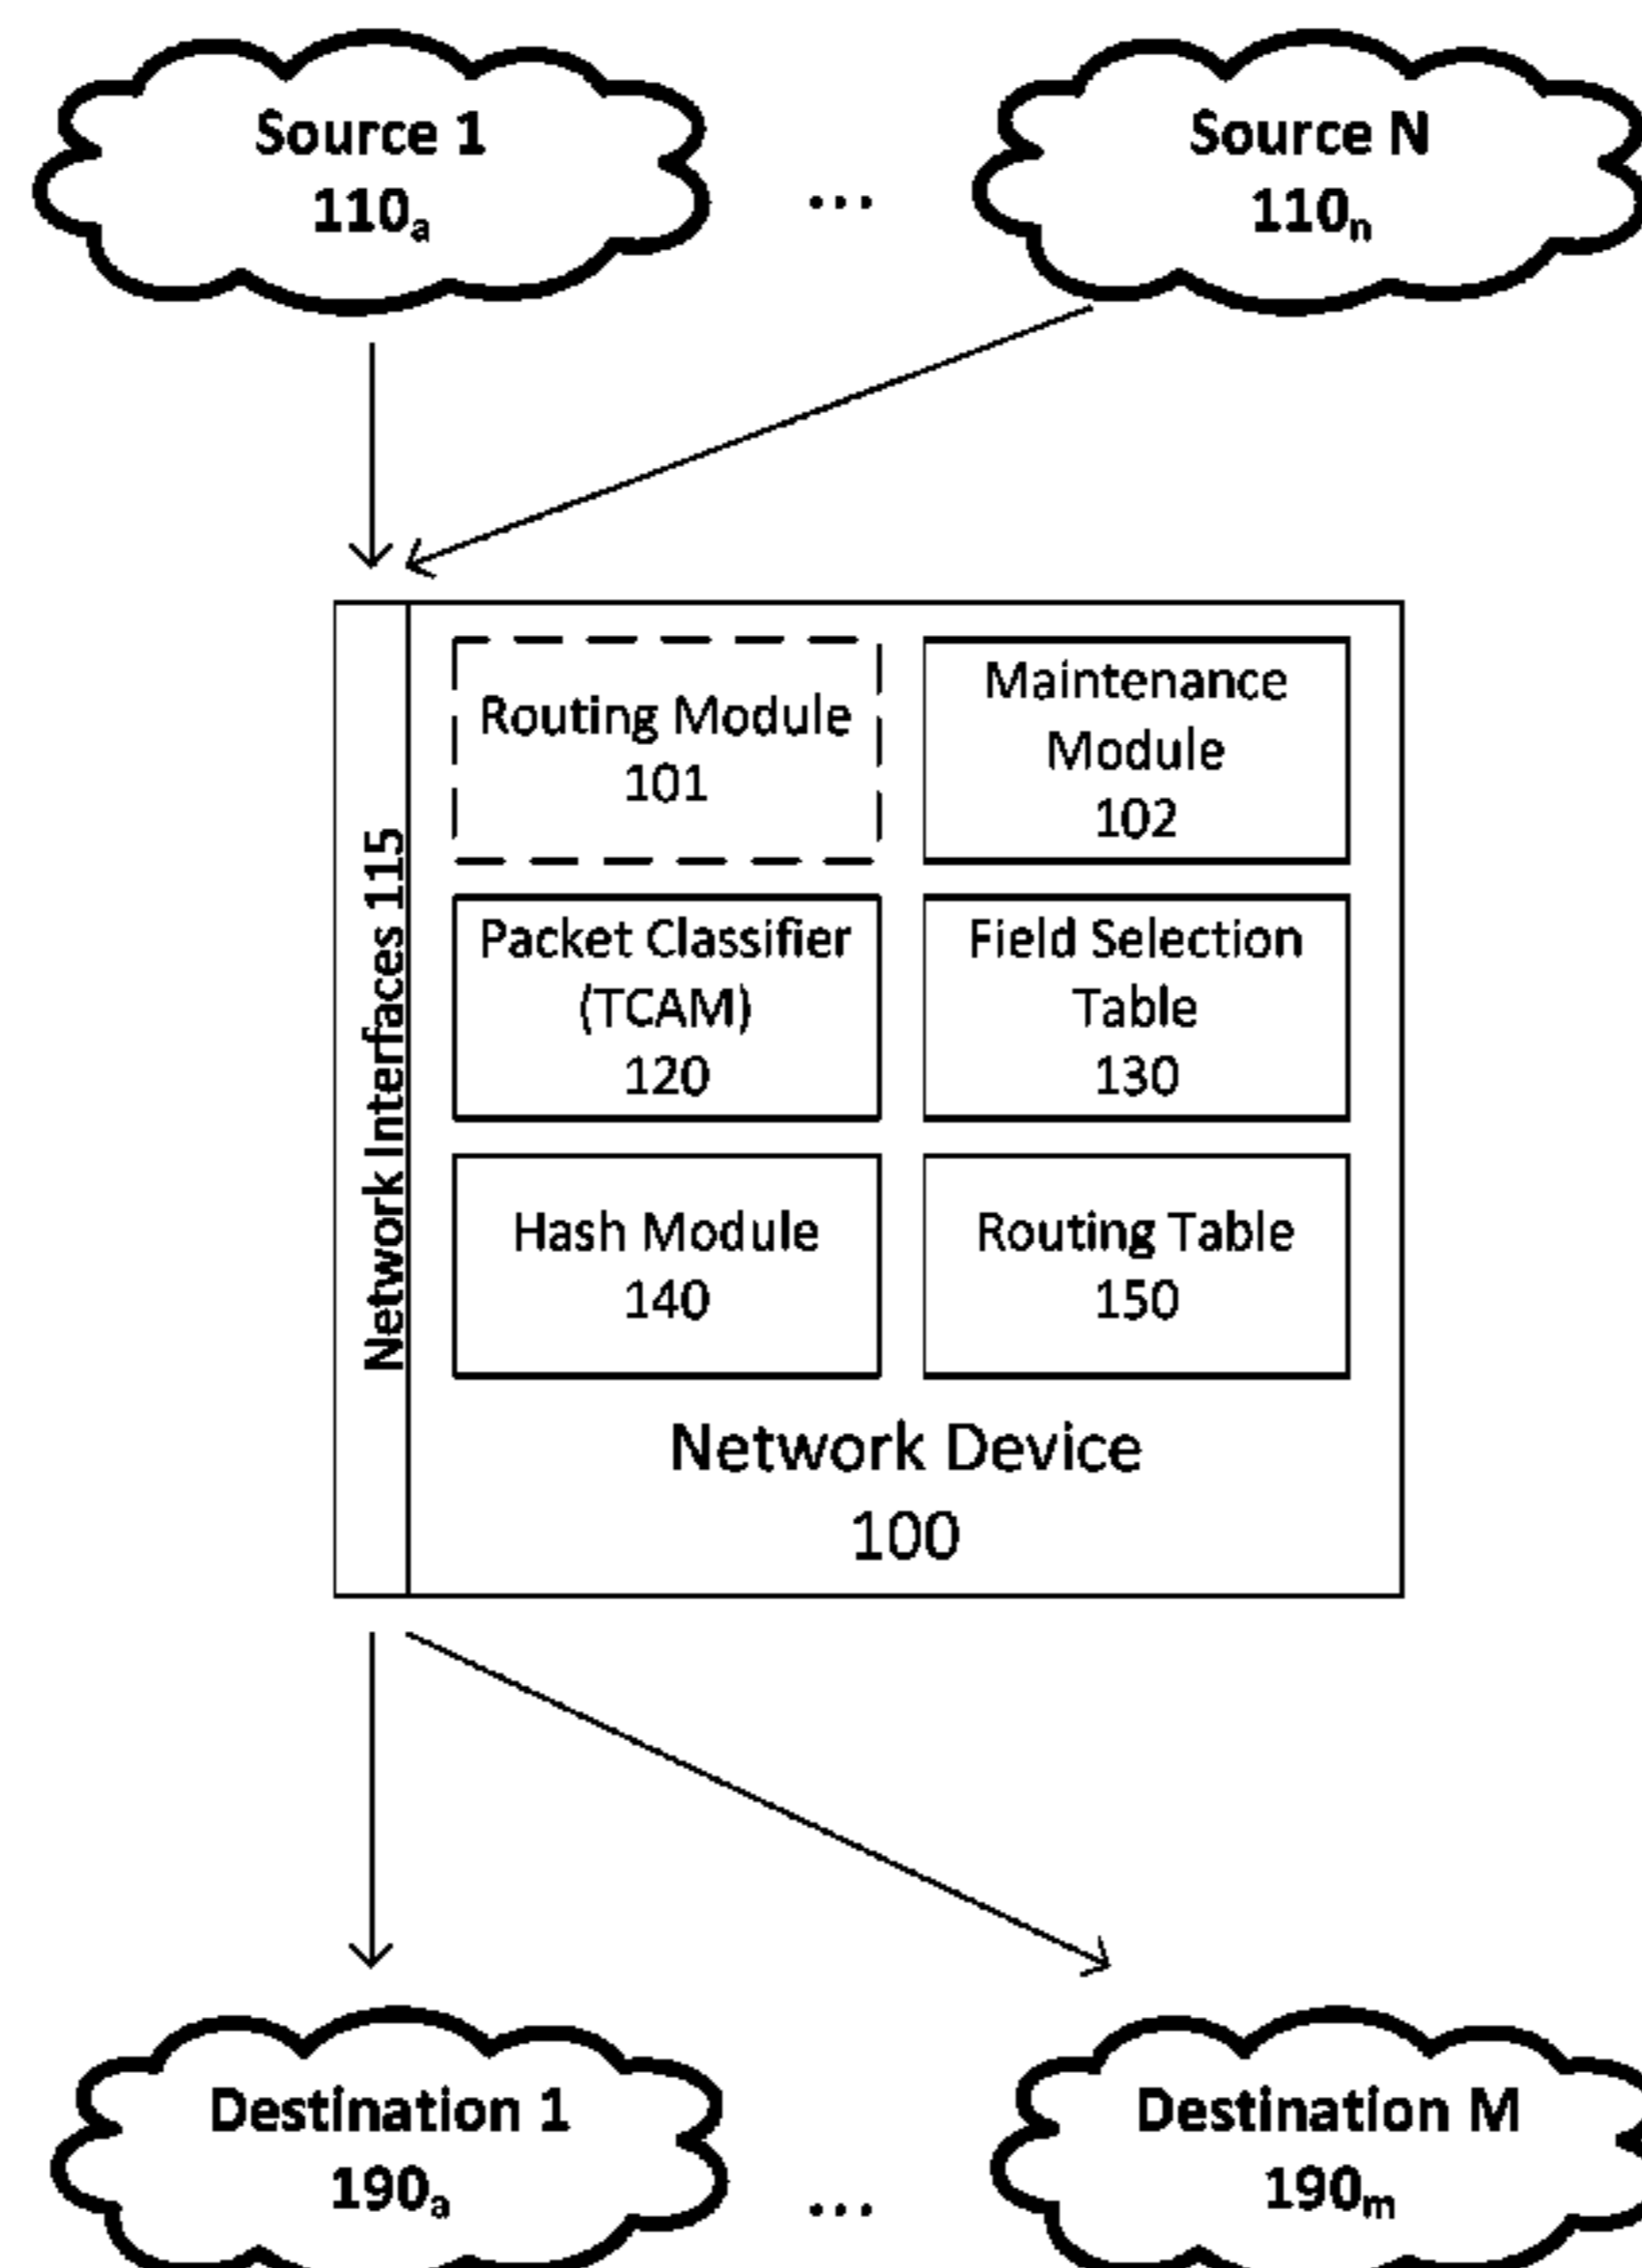 Source 1
110a
...
Source N
110n
Network Interfaces 115
Routing Module
101
Maintenance
Module
102
Packet Classifier
(TCAM)
120
Field Selection
Table
130
Hash Module
140
Routing Table
150
Network Device
100
Destination 1
190a
...
Destination M
190m